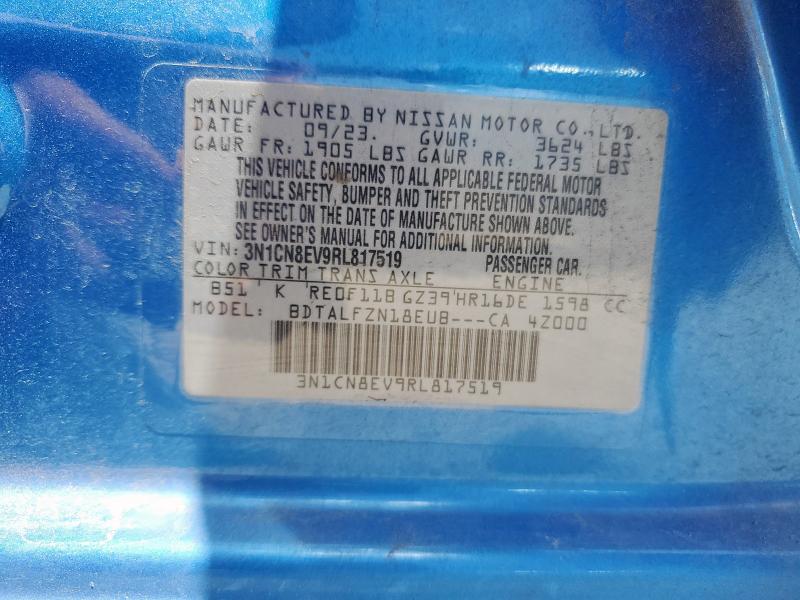 MANUFACTURED BY NISSAN MOTOR CO., LTD.
DATE: 09/23. GVWR: 3624 LBS
GAWR FR: 1905 LBS GAWR RR: 1735 LBS
THIS VEHICLE CONFORMS TO ALL APPLICABLE FEDERAL MOTOR
VEHICLE SAFETY, BUMPER AND THEFT PREVENTION STANDARDS
IN EFFECT ON THE DATE OF MANUFACTURE SHOWN ABOVE.
SEE OWNER'S MANUAL FOR ADDITIONAL INFORMATION.
VIN: 3N1CN8EV9RL817519 PASSENGER CAR.
COLOR TRIM TRANS AXLE ENGINE
B51 K RE0F11B GZ39 HR16DE 1598 CC
MODEL: BDTALFZN18EUB---CA 4Z000
3N1CN8EV9RL817519